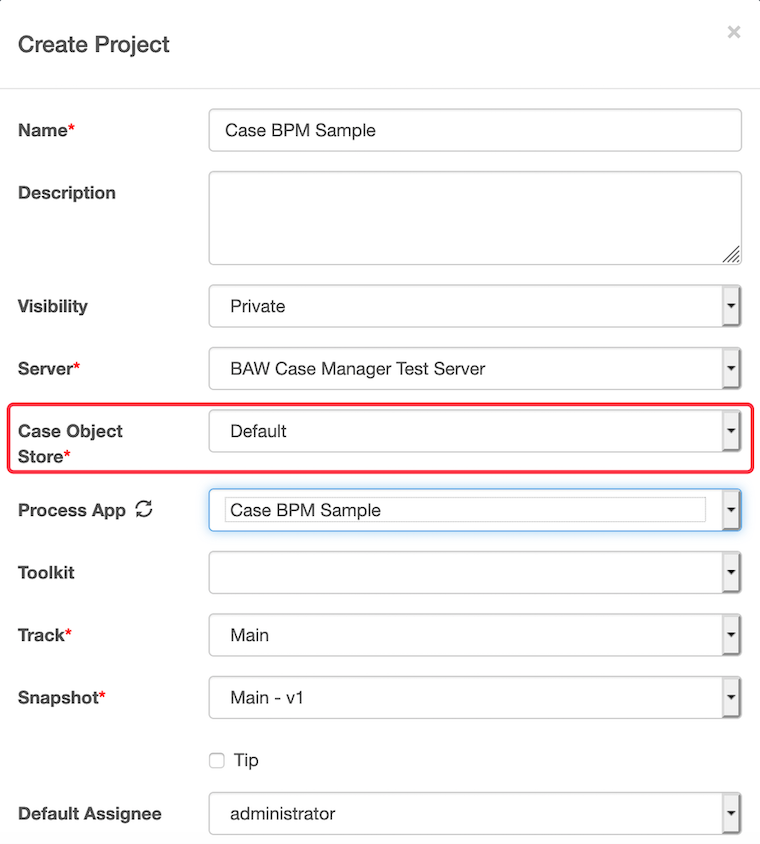 Create Project ×
Name* Case BPM Sample
Description
Visibility Private
Server* BAW Case Manager Test Server
Case Object Default
Store*
Process App Case BPM Sample
Toolkit
Track* Main
Snapshot* Main - v1
Tip
Default Assignee administrator